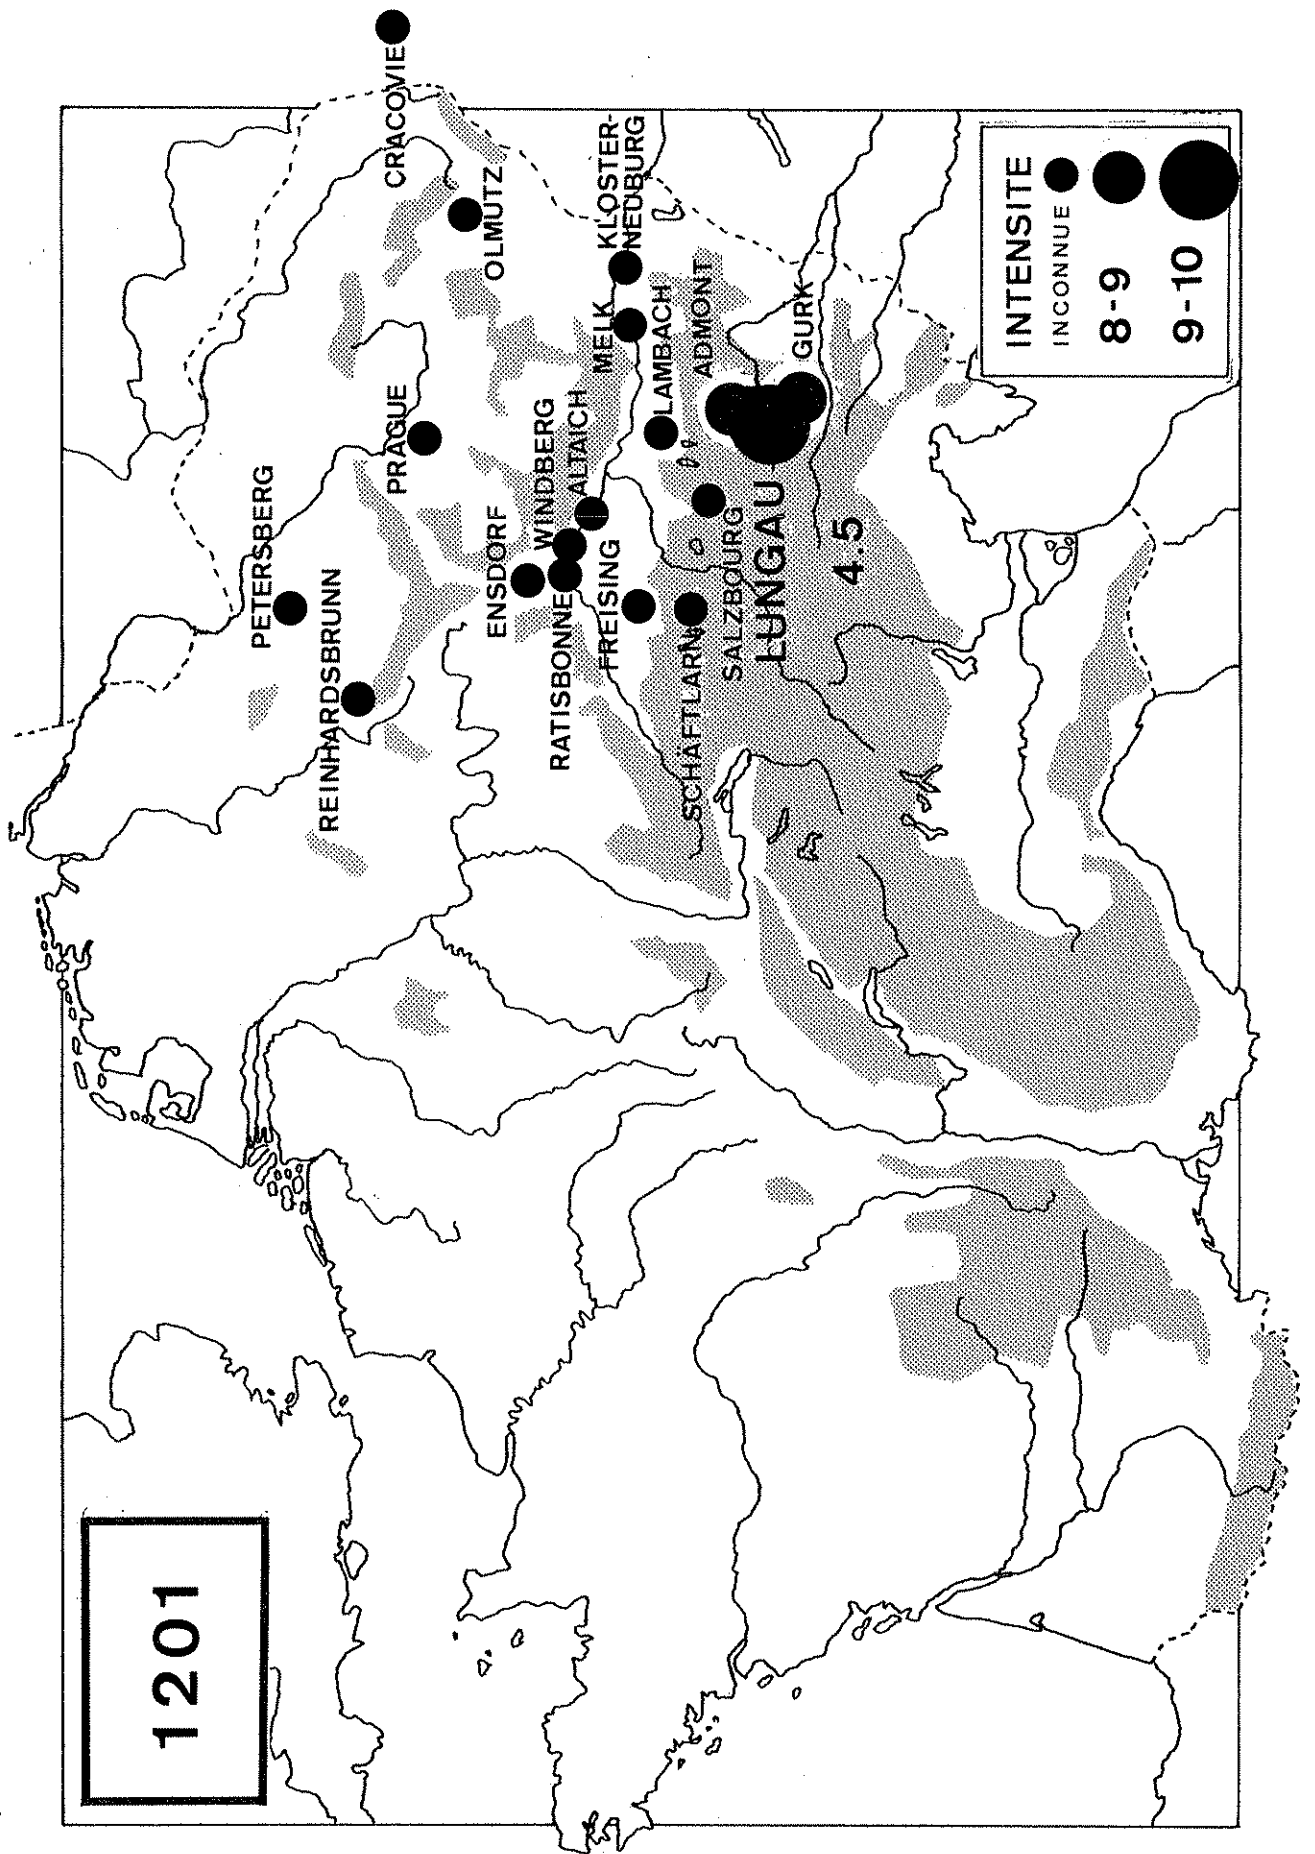 1201
CRACOVIE
OLMUTZ
PRAGUE
PETERSBERG
REINHARDSBRUNN
ENSDORF
WINDBERG
ALTAICH
RATISBONNE
FREISING
KLOSTER-
NEUBURG
MELK
LAMBACH
ADMONT
SCHÄFTLARN
SALZBOURG
GURK
LUNGAU
4.5
INTENSITE
INCONNUE
8-9
9-10